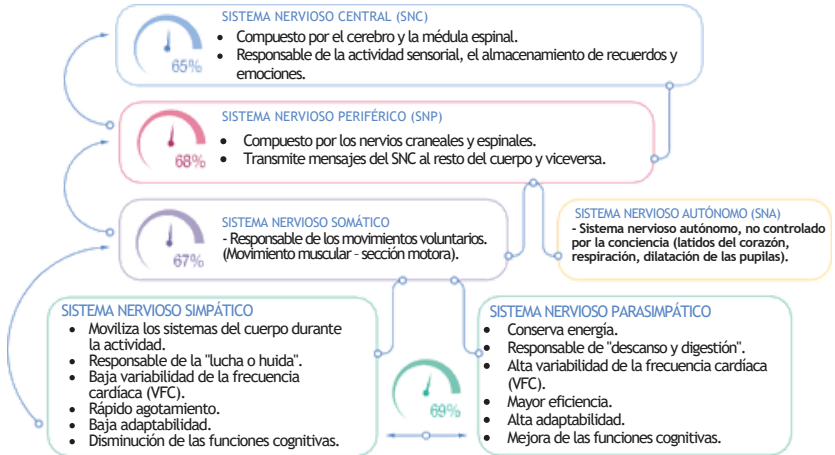 SISTEMA NERVIOSO CENTRAL (SNC)
• Compuesto por el cerebro y la médula espinal.
• Responsable de la actividad sensorial, el almacenamiento de recuerdos y
emociones.
65%
SISTEMA NERVIOSO PERIFÉRICO (SNP)
• Compuesto por los nervios craneales y espinales.
• Transmite mensajes del SNC al resto del cuerpo y viceversa.
68%
SISTEMA NERVIOSO SOMÁTICO
- Responsable de los movimientos voluntarios.
(Movimiento muscular - sección motora).
67%
SISTEMA NERVIOSO AUTÓNOMO (SNA)
- Sistema nervioso autónomo, no controlado
por la conciencia (latidos del corazón,
respiración, dilatación de las pupilas).
SISTEMA NERVIOSO SIMPÁTICO
• Moviliza los sistemas del cuerpo durante
la actividad.
• Responsable de la "lucha o huida".
• Baja variabilidad de la frecuencia
cardíaca (VFC).
• Rápido agotamiento.
• Baja adaptabilidad.
• Disminución de las funciones cognitivas.
69%
SISTEMA NERVIOSO PARASIMPÁTICO
• Conserva energía.
• Responsable de "descanso y digestión".
• Alta variabilidad de la frecuencia cardíaca
(VFC).
• Mayor eficiencia.
• Alta adaptabilidad.
• Mejora de las funciones cognitivas.